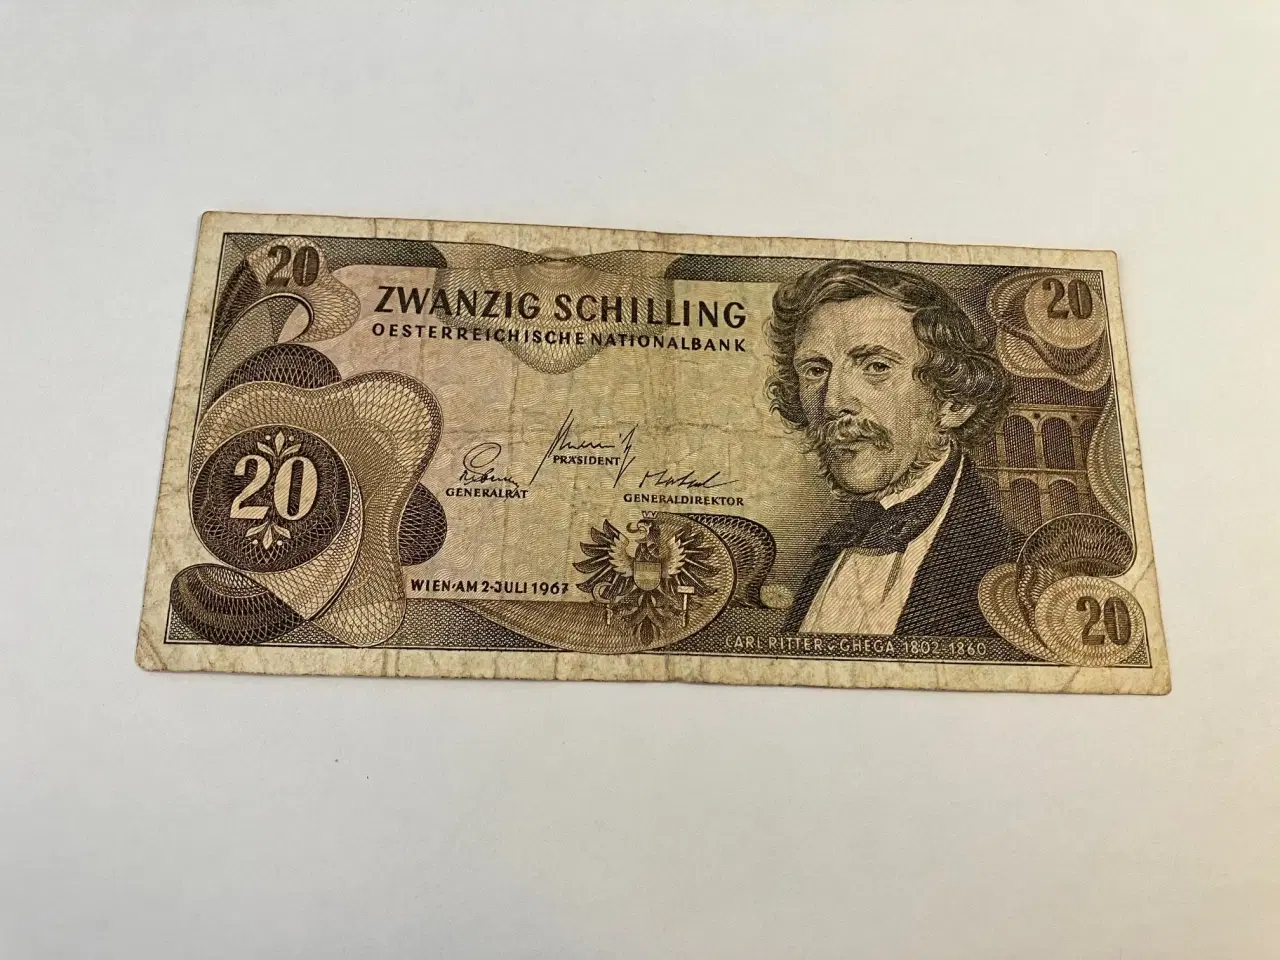 20
20
ZWANZIG SCHILLING
OESTERREICHISCHE NATIONALBANK
20
PRÄSIDENT
GENERALRAT
GENERALDIREKTOR
WIEN·AM 2·JULI 1967
20
CARL RITTER v. GHEGA 1802-1860